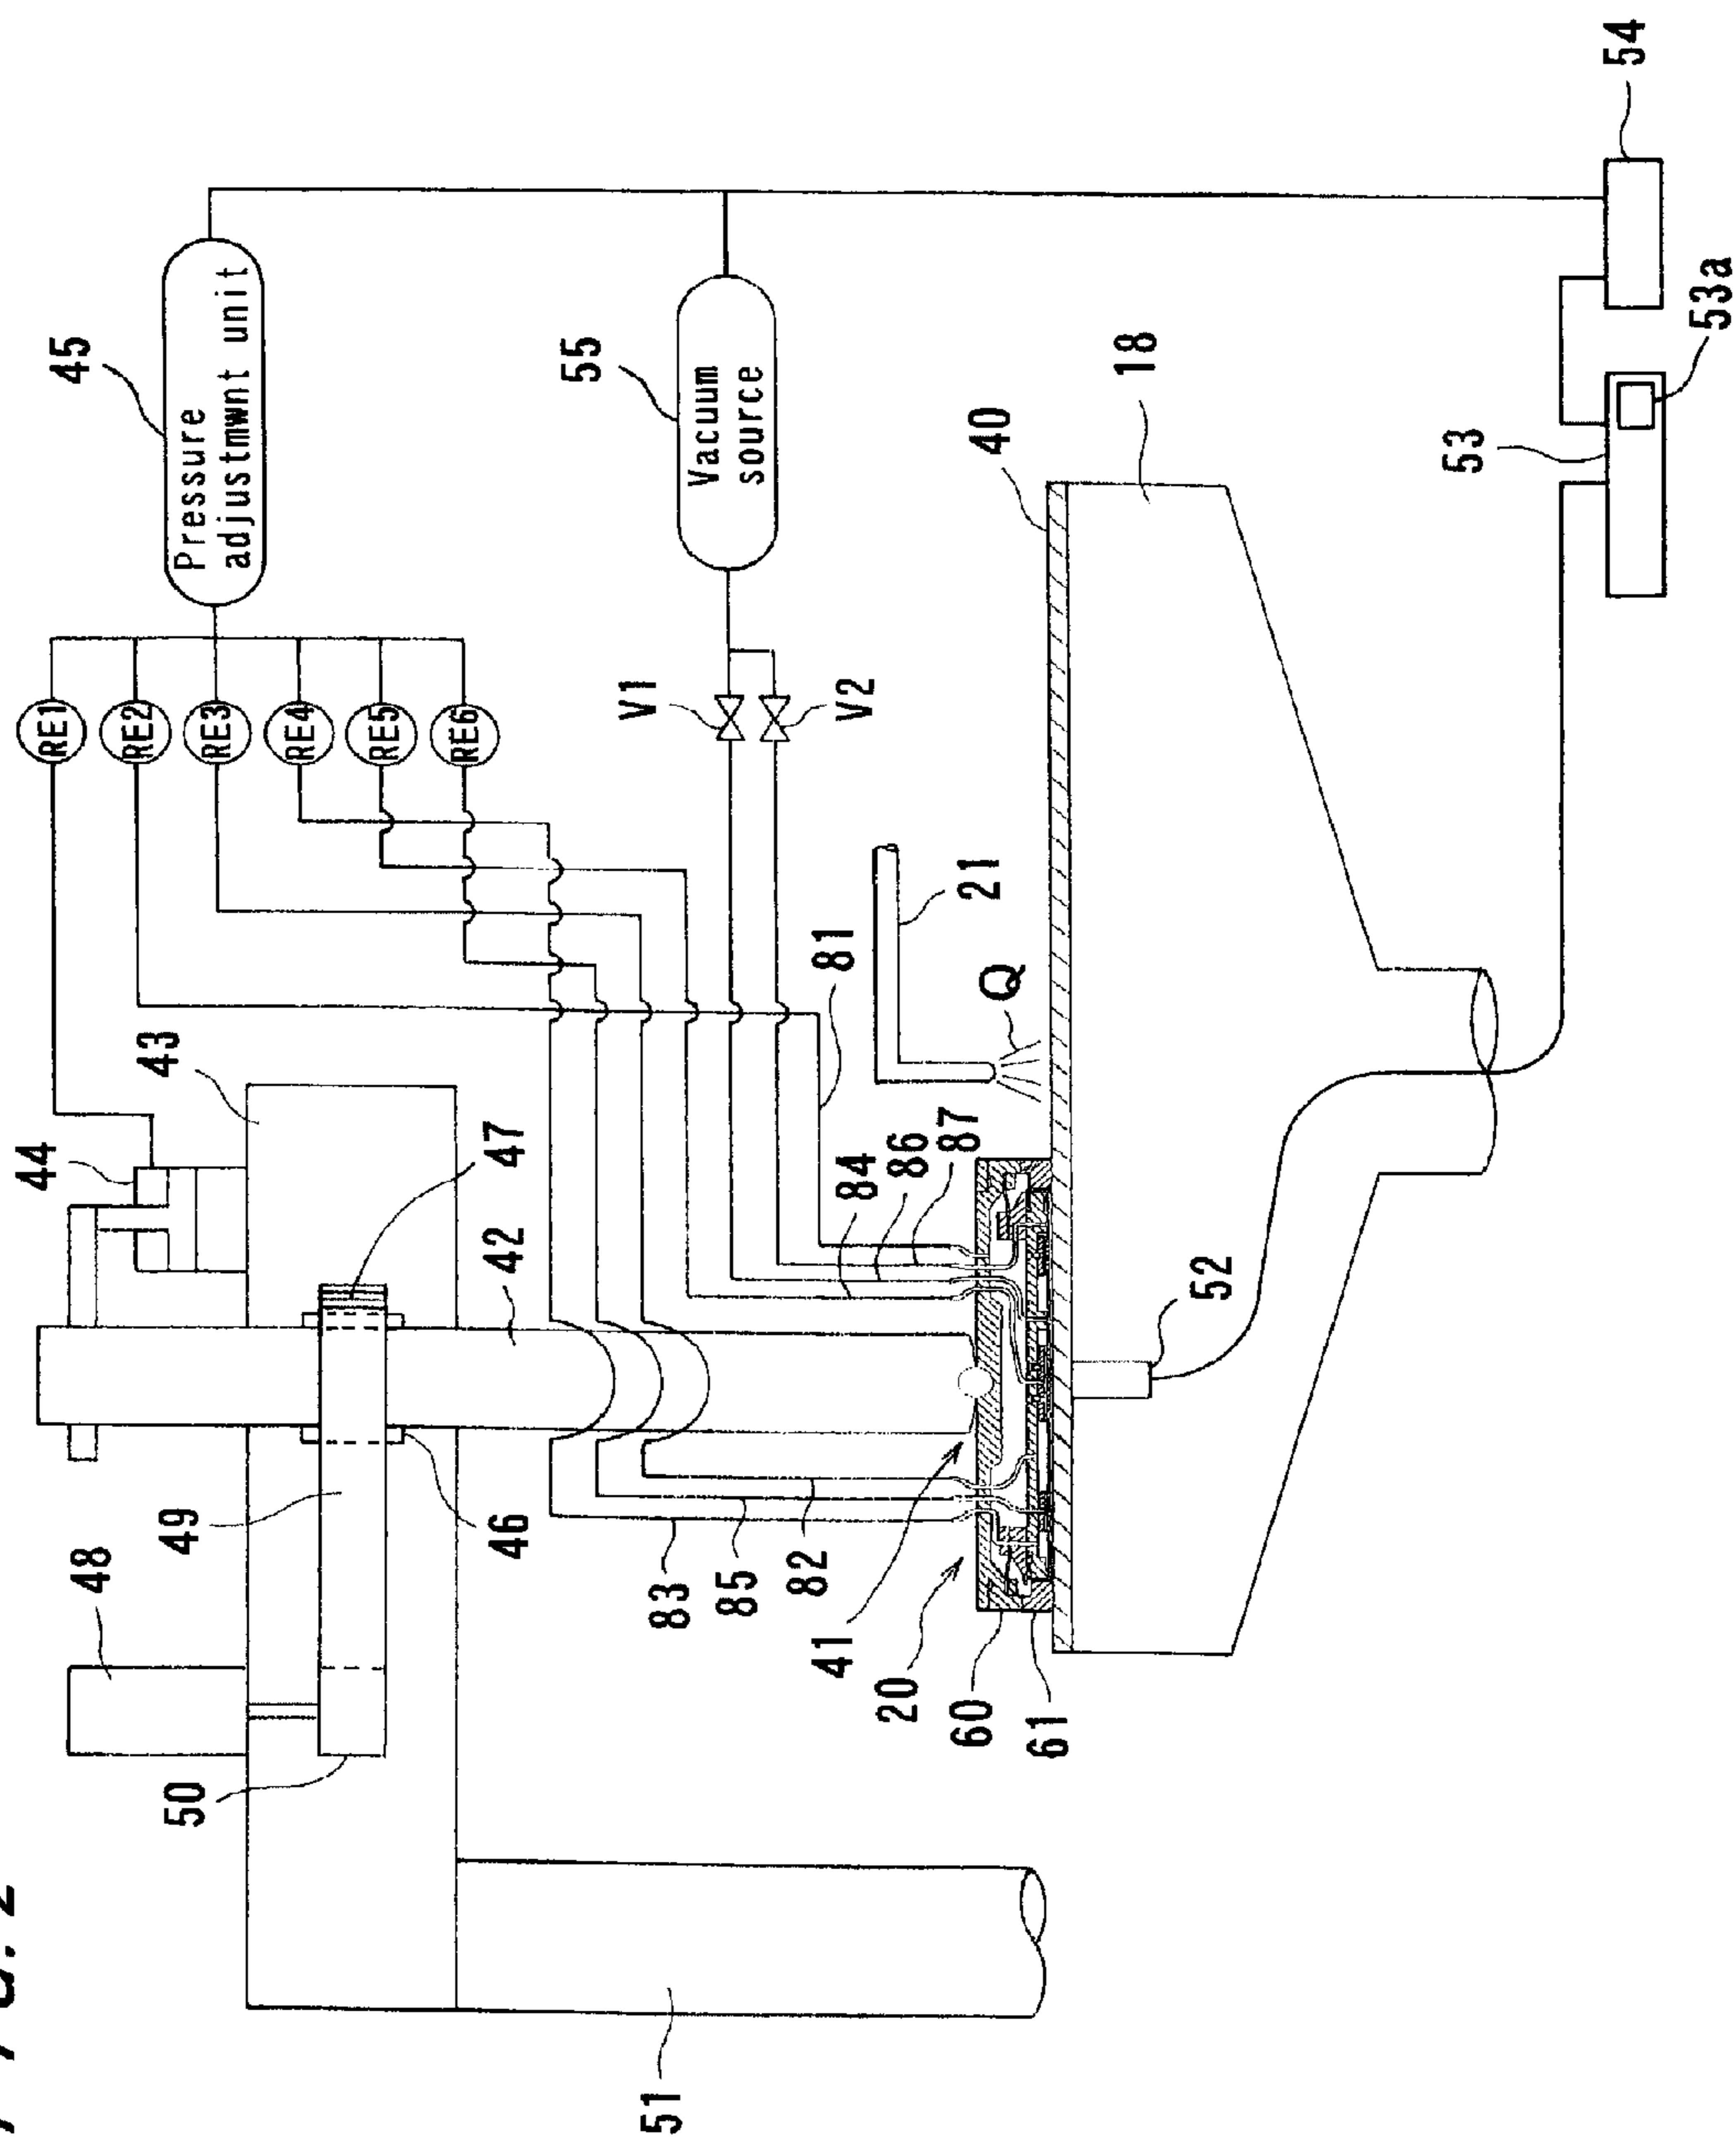 FIG. 2
44
43
RE1
RE2
RE3
RE4
RE5
RE6
45
Pressure
adjustmwnt unit
48
47
49
42
50
46
55
Vacuum
source
V1
V2
83
85
82
84
86
87
81
21
Q
51
41
20
60
61
52
40
18
53
53a
54